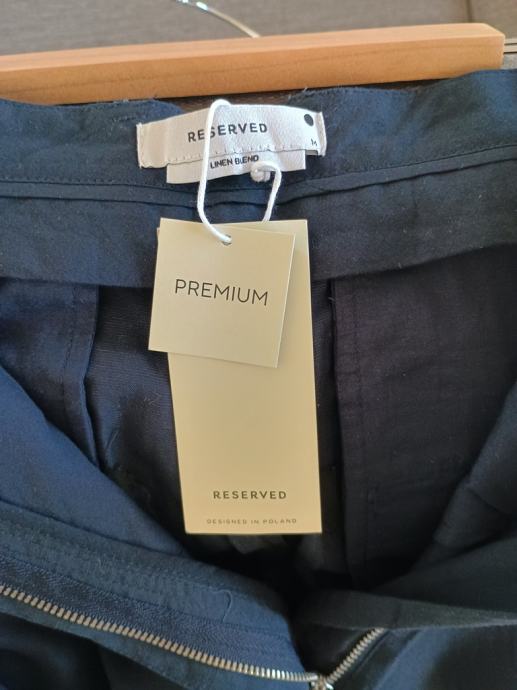 RESERVED
M
LINEN BLEND
PREMIUM
RESERVED
DESIGNED IN POLAND